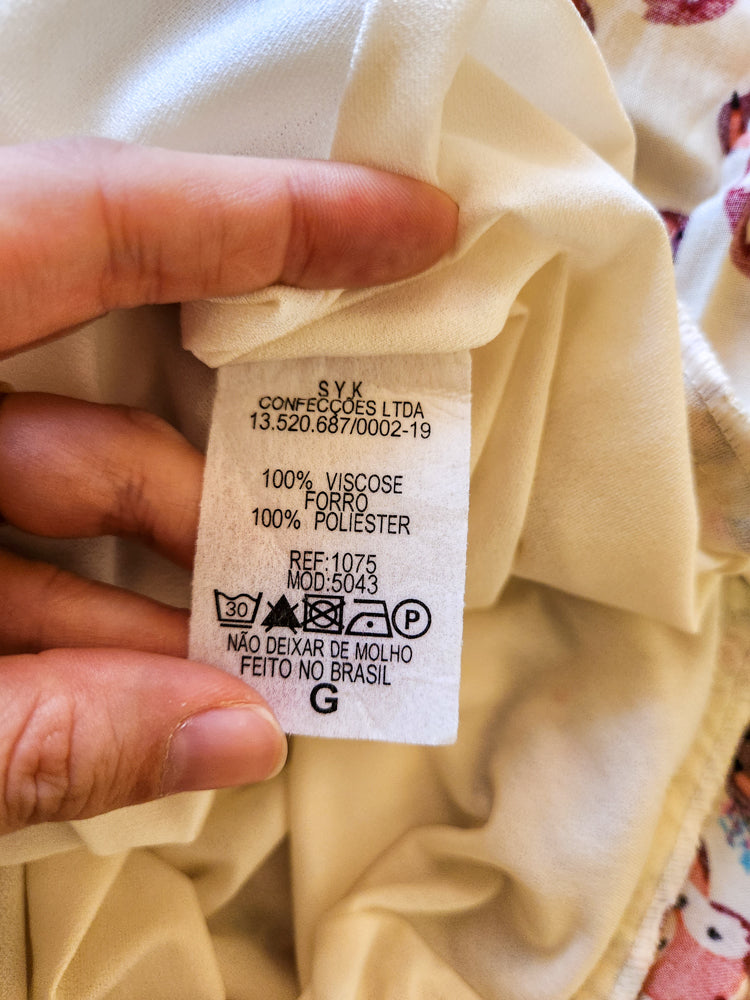 SYK
CONFECÇÕES LTDA
13.520.687/0002-19
100% VISCOSE
FORRO
100% POLIESTER
REF:1075
MOD:5043
30 P
NÃO DEIXAR DE MOLHO
FEITO NO BRASIL
G